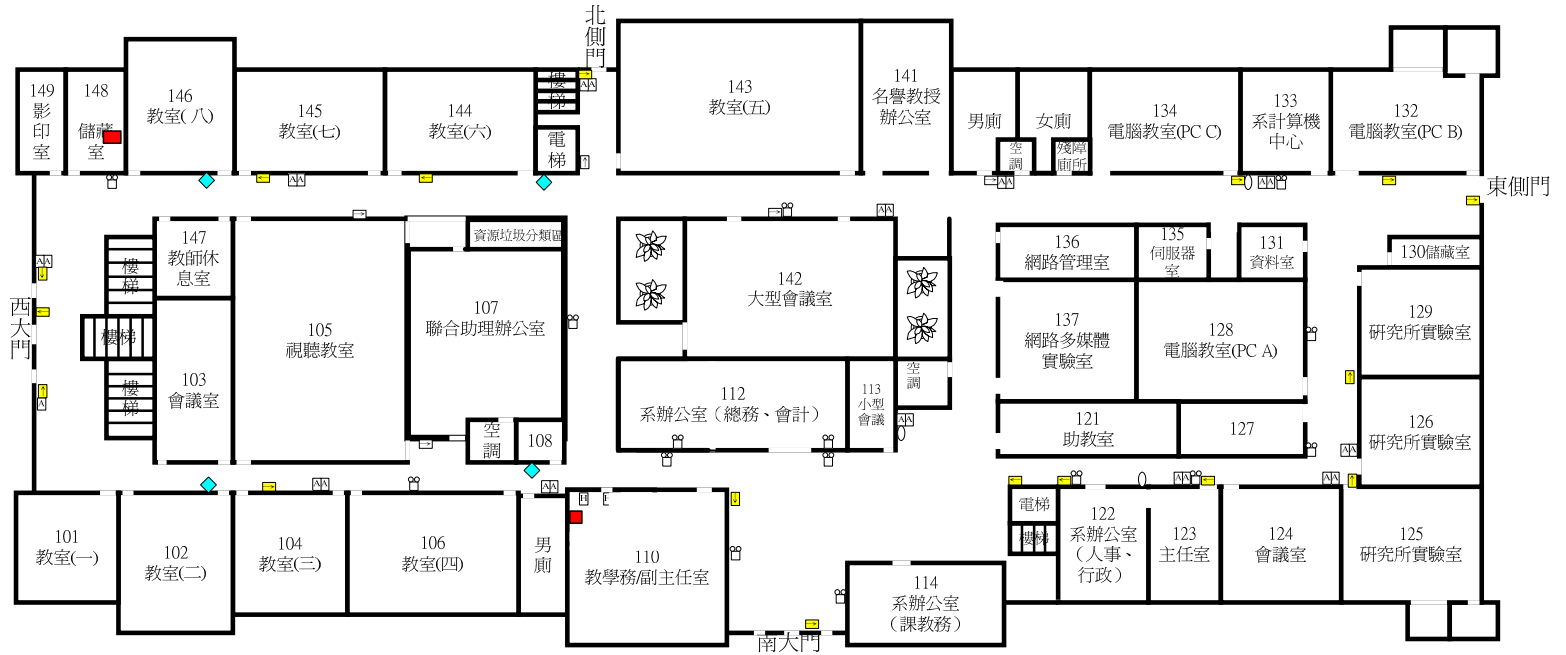 北側門
149
影印室
148
儲藏室
146
教室(八)
145
教室(七)
144
教室(六)
樓梯
電梯
143
教室(五)
141
名譽教授
辦公室
男廁
空調
女廁
殘障
廁所
134
電腦教室(PC C)
133
系計算機
中心
132
電腦教室(PC B)
東側門
147
教師休
息室
樓梯
樓梯
樓梯
西大門
103
會議室
105
視聽教室
資源垃圾分類區
107
聯合助理辦公室
空調
108
142
大型會議室
112
系辦公室（總務、會計）
113
小型
會議
空調
136
網路管理室
135
伺服器
室
131
資料室
130儲藏室
137
網路多媒體
實驗室
128
電腦教室(PC A)
129
研究所實驗室
121
助教室
127
126
研究所實驗室
101
教室(一)
102
教室(二)
104
教室(三)
106
教室(四)
男廁
110
教學務/副主任室
南大門
114
系辦公室
（課教務）
電梯
樓梯
122
系辦公室
（人事、
行政）
123
主任室
124
會議室
125
研究所實驗室